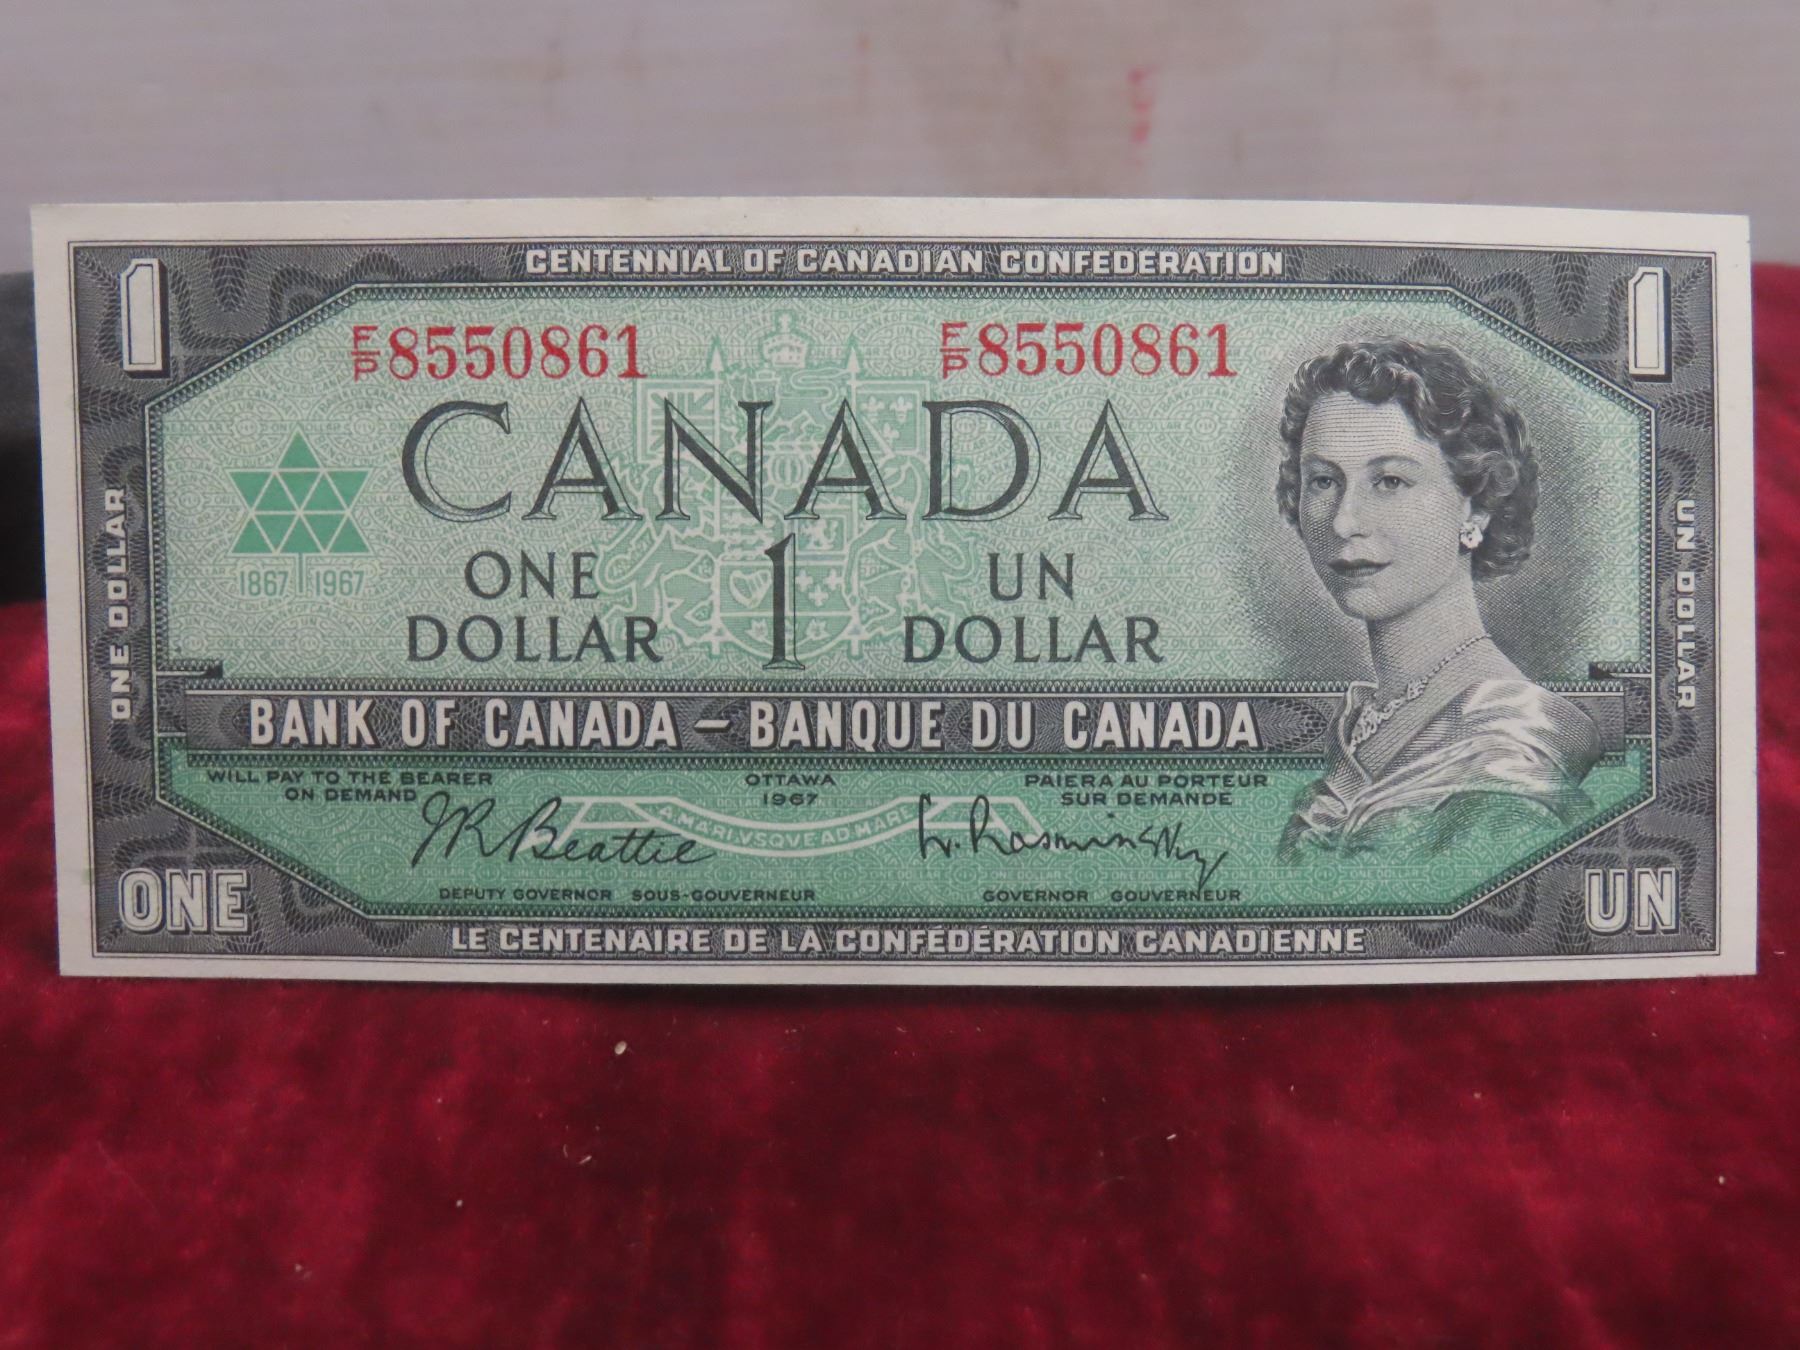 CENTENNIAL OF CANADIAN CONFEDERATION
1 1
F/P 8550861 F/P 8550861
CANADA
1867 1967
ONE DOLLAR
ONE 1 UN
DOLLAR DOLLAR
UN DOLLAR
BANK OF CANADA – BANQUE DU CANADA
WILL PAY TO THE BEARER
ON DEMAND
OTTAWA
1967
PAIERA AU PORTEUR
SUR DEMANDE
A MARI VSQVE AD MARE
J R Beattie
L. Rasminsky
DEPUTY GOVERNOR SOUS-GOUVERNEUR
GOVERNOR GOUVERNEUR
ONE UN
LE CENTENAIRE DE LA CONFÉDÉRATION CANADIENNE